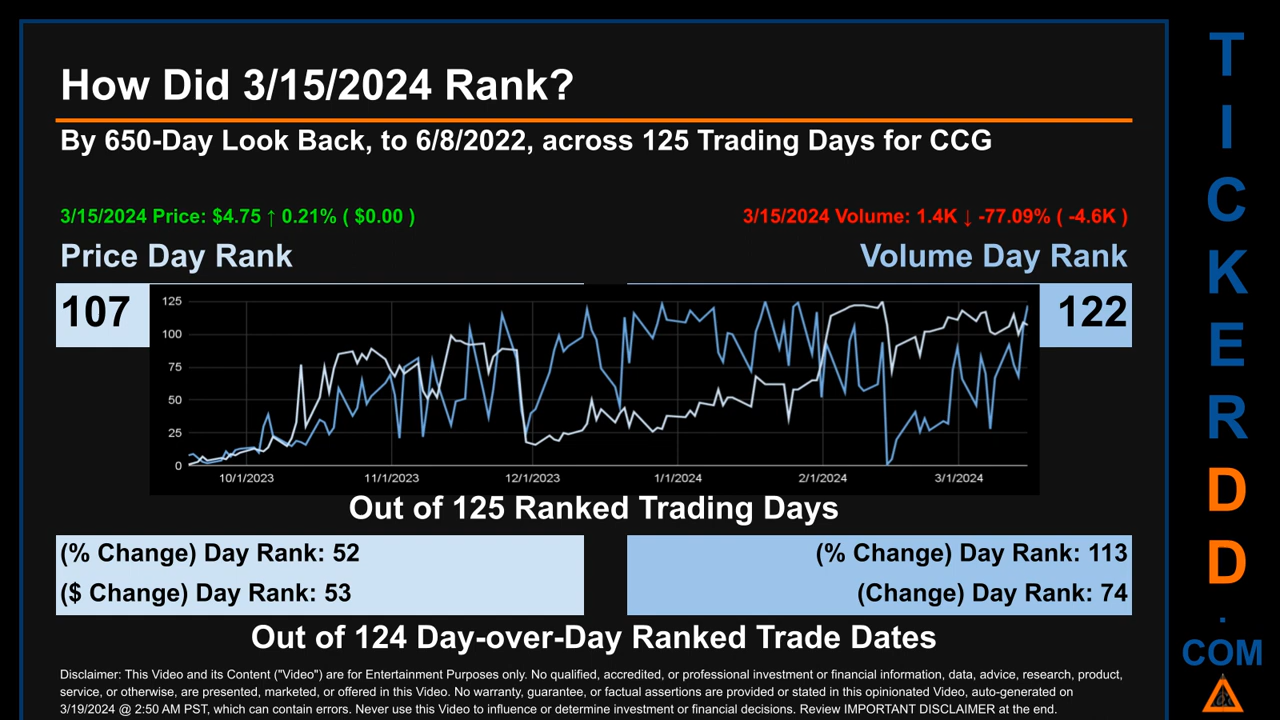 How Did 3/15/2024 Rank?
By 650-Day Look Back, to 6/8/2022, across 125 Trading Days for CCG
3/15/2024 Price: $4.75 ↑ 0.21% ( $0.00 )
3/15/2024 Volume: 1.4K ↓ -77.09% ( -4.6K )
Price Day Rank
Volume Day Rank
107
122
125
100
75
50
25
0
10/1/2023
11/1/2023
12/1/2023
1/1/2024
2/1/2024
3/1/2024
Out of 125 Ranked Trading Days
(% Change) Day Rank: 52
($ Change) Day Rank: 53
(% Change) Day Rank: 113
(Change) Day Rank: 74
Out of 124 Day-over-Day Ranked Trade Dates
Disclaimer: This Video and its Content ("Video") are for Entertainment Purposes only. No qualified, accredited, or professional investment or financial information, data, advice, research, product,
service, or otherwise, are presented, marketed, or offered in this Video. No warranty, guarantee, or factual assertions are provided or stated in this opinionated Video, auto-generated on
3/19/2024 @ 2:50 AM PST, which can contain errors. Never use this Video to influence or determine investment or financial decisions. Review IMPORTANT DISCLAIMER at the end.
T
I
C
K
E
R
D
D
.
COM